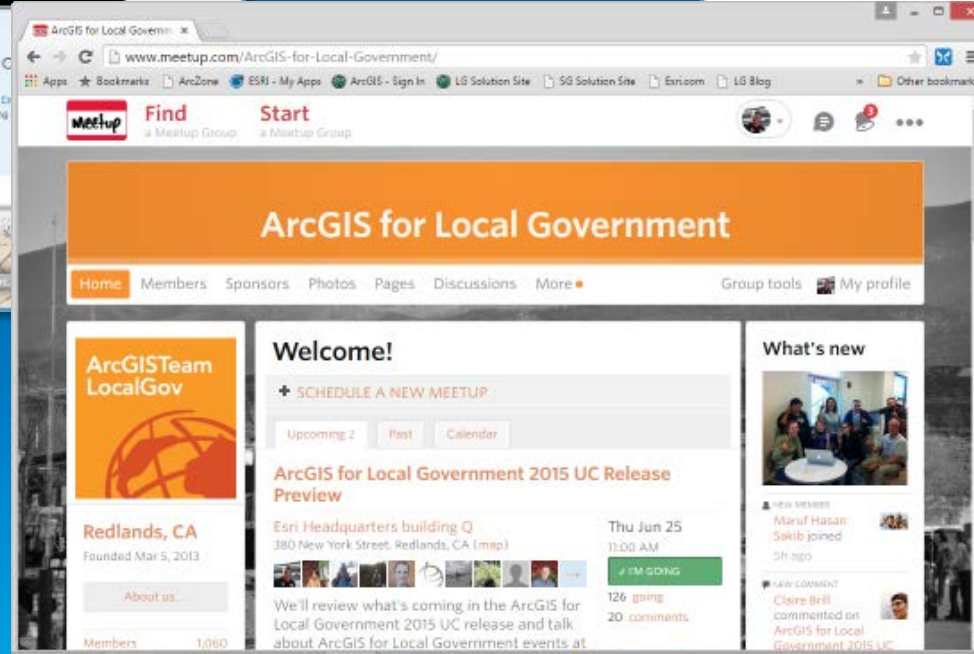 ArcGIS for Local Governm
www.meetup.com/ArcGIS-for-Local-Government/
Apps Bookmarks ArcZone ESRI - My Apps ArcGIS - Sign In LG Solution Site SG Solution Site Esri.com LG Blog » Other bookmark
Meetup
Find
a Meetup Group
Start
a Meetup Group
3
ArcGIS for Local Government
Home Members Sponsors Photos Pages Discussions More Group tools My profile
ArcGISTeam
LocalGov
Redlands, CA
Founded Mar 5, 2013
About us...
Members 1,060
Welcome!
+ SCHEDULE A NEW MEETUP
Upcoming 2 Past Calendar
ArcGIS for Local Government 2015 UC Release
Preview
Esri Headquarters building Q
380 New York Street, Redlands, CA (map)
Thu Jun 25
11:00 AM
✓ I'M GOING
126 going
20 comments
We'll review what's coming in the ArcGIS for
Local Government 2015 UC release and talk
about ArcGIS for Local Government events at
What's new
NEW MEMBER
Maruf Hasan
Sakib joined
5h ago
NEW COMMENT
Claire Brill
commented on
ArcGIS for Local
Government 2015 UC